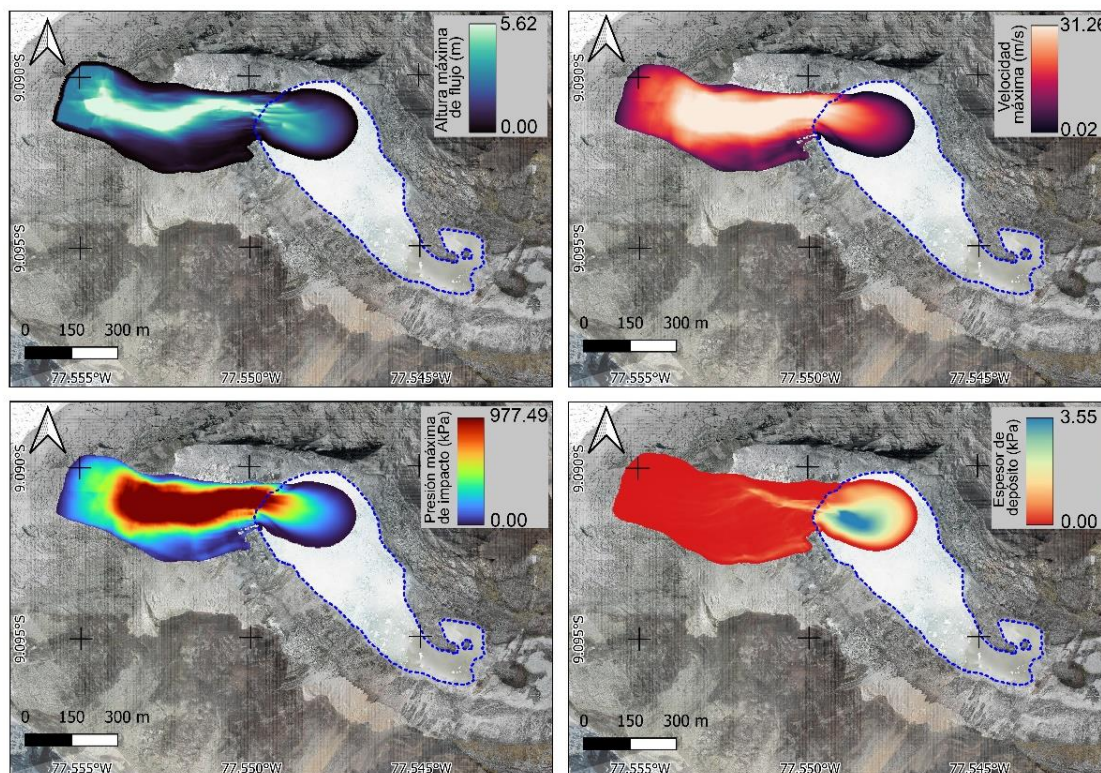 Altura máxima
de flujo (m)
5.62
0.00
9.090°S
9.095°S
0 150 300 m
77.555°W 77.550°W 77.545°W
Velocidad
máxima (m/s)
31.26
0.02
9.090°S
9.095°S
0 150 300 m
77.555°W 77.550°W 77.545°W
Presión máxima
de impacto (kPa)
977.49
0.00
9.090°S
9.095°S
0 150 300 m
77.555°W 77.550°W 77.545°W
Espesor de
depósito (kPa)
3.55
0.00
9.090°S
9.095°S
0 150 300 m
77.555°W 77.550°W 77.545°W